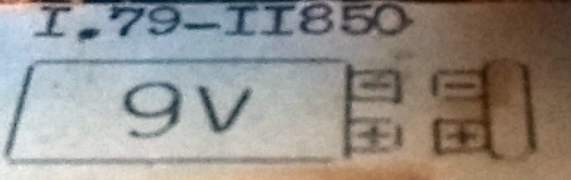 I.79-II850
9V
- -
+ +